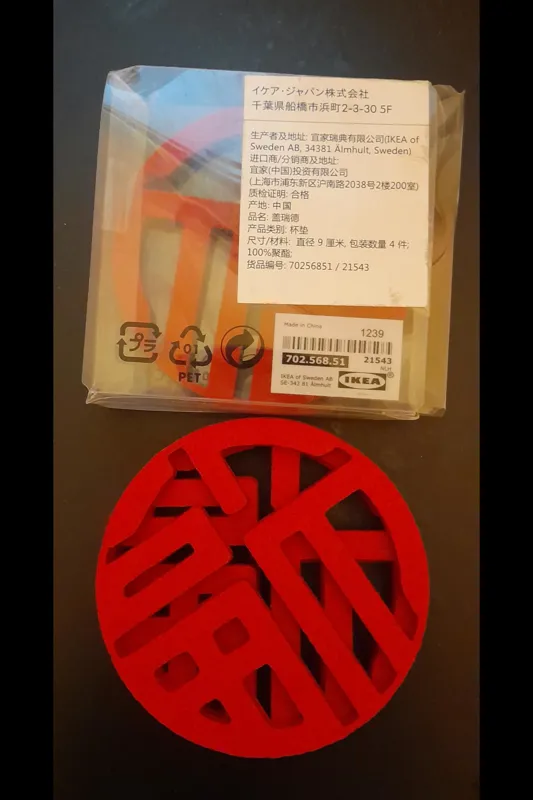 イケア・ジャパン株式会社
千葉県船橋市浜町2-3-30 5F
生产者及地址: 宜家瑞典有限公司(IKEA of
Sweden AB, 34381 Älmhult, Sweden)
进口商/分销商及地址:
宜家(中国)投资有限公司
(上海市浦东新区沪南路2038号2楼200室)
质检证明: 合格
产地: 中国
品名: 盖瑞德
产品类别: 杯垫
尺寸/材料: 直径 9 厘米, 包装数量 4 件;
100%聚酯;
货品编号: 70256851 / 21543
プラ
01
PET
Made in China
1239
702.568.51
21543
NLH
IKEA of Sweden AB
SE-343 81 Älmhult
IKEA®